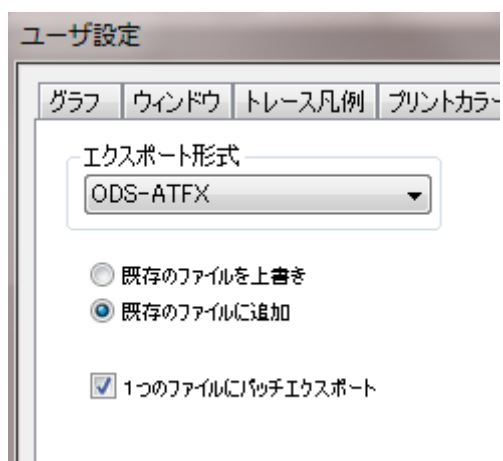 ユーザ設定
グラフ ウィンドウ トレース凡例 プリントカラー
エクスポート形式
ODS-ATFX
既存のファイルを上書き
既存のファイルに追加
1つのファイルにバッチエクスポート